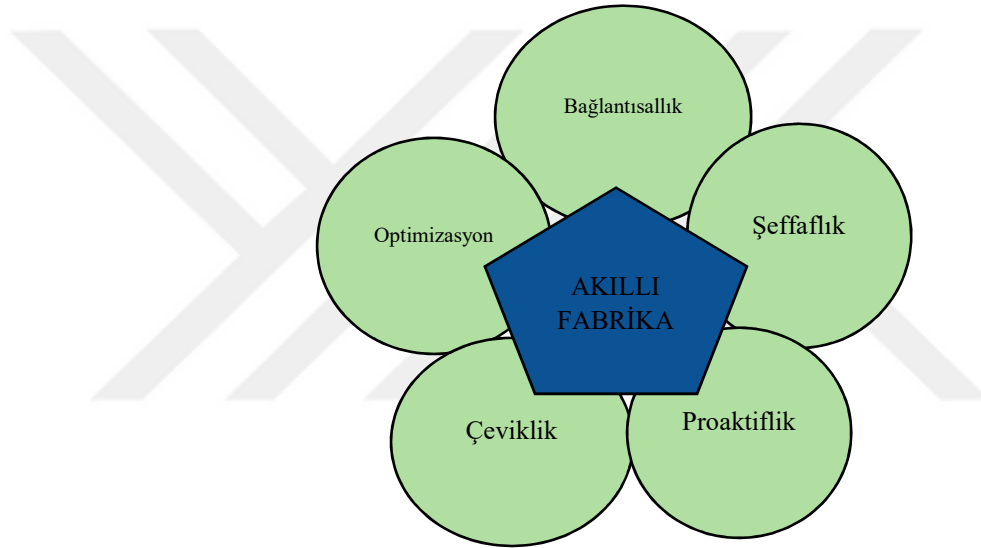 Bağlantısallık
Şeffaflık
Optimizasyon
AKILLI
FABRİKA
Proaktiflik
Çeviklik